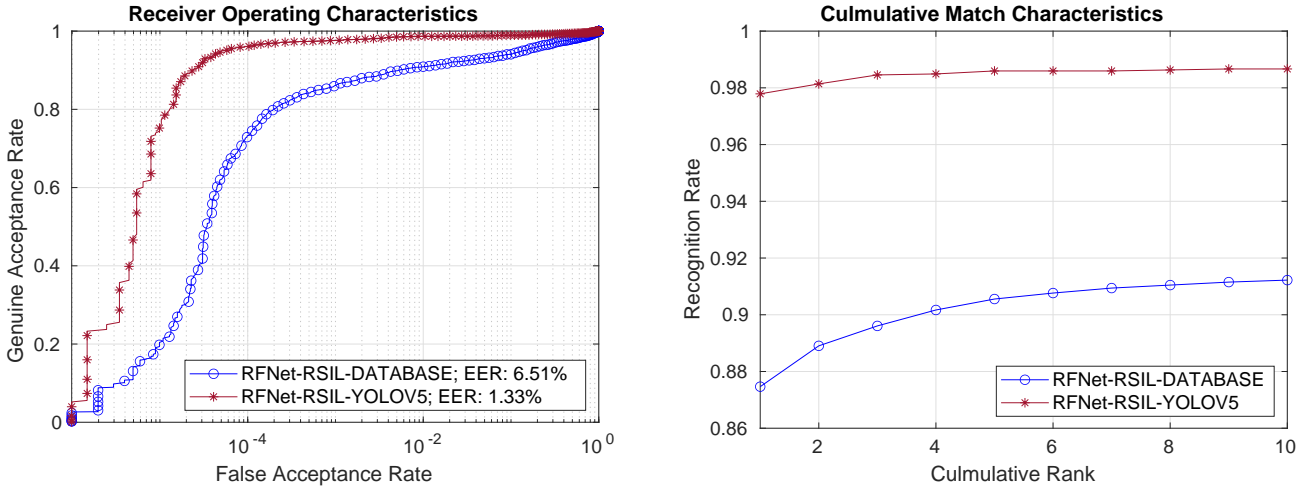 Receiver Operating Characteristics
1
0.8
0.6
0.4
0.2
0
Genuine Acceptance Rate
RFNet-RSIL-DATABASE; EER: 6.51%
RFNet-RSIL-YOLOV5; EER: 1.33%
10^-4
10^-2
10^0
False Acceptance Rate
Culmulative Match Characteristics
1
0.98
0.96
0.94
0.92
0.9
0.88
0.86
Recognition Rate
RFNet-RSIL-DATABASE
RFNet-RSIL-YOLOV5
2
4
6
8
10
Culmulative Rank